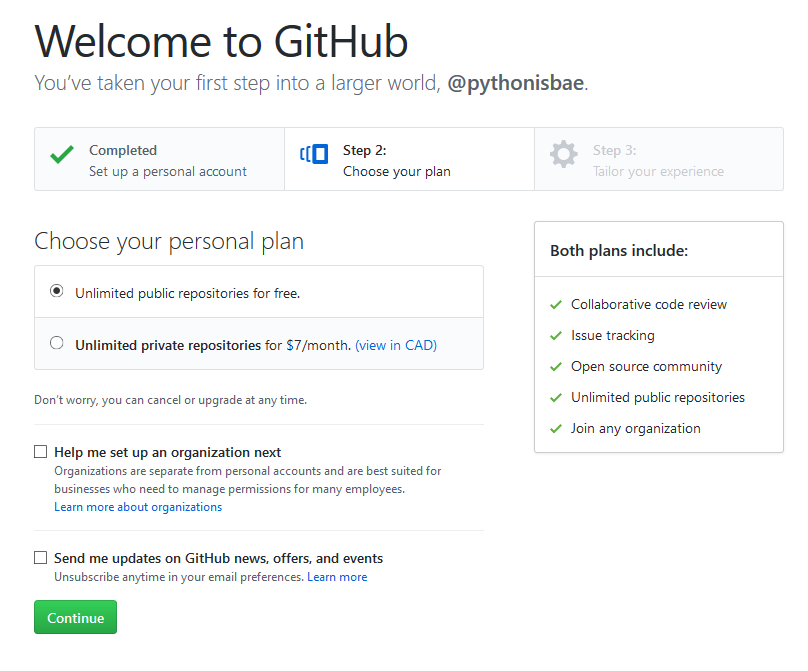 Welcome to GitHub
You’ve taken your first step into a larger world, @pythonisbae.
Completed
Set up a personal account
Step 2:
Choose your plan
Step 3:
Tailor your experience
Choose your personal plan
Unlimited public repositories for free.
Unlimited private repositories for $7/month. (view in CAD)
Don’t worry, you can cancel or upgrade at any time.
Help me set up an organization next
Organizations are separate from personal accounts and are best suited for
businesses who need to manage permissions for many employees.
Learn more about organizations
Send me updates on GitHub news, offers, and events
Unsubscribe anytime in your email preferences. Learn more
Continue
Both plans include:
Collaborative code review
Issue tracking
Open source community
Unlimited public repositories
Join any organization